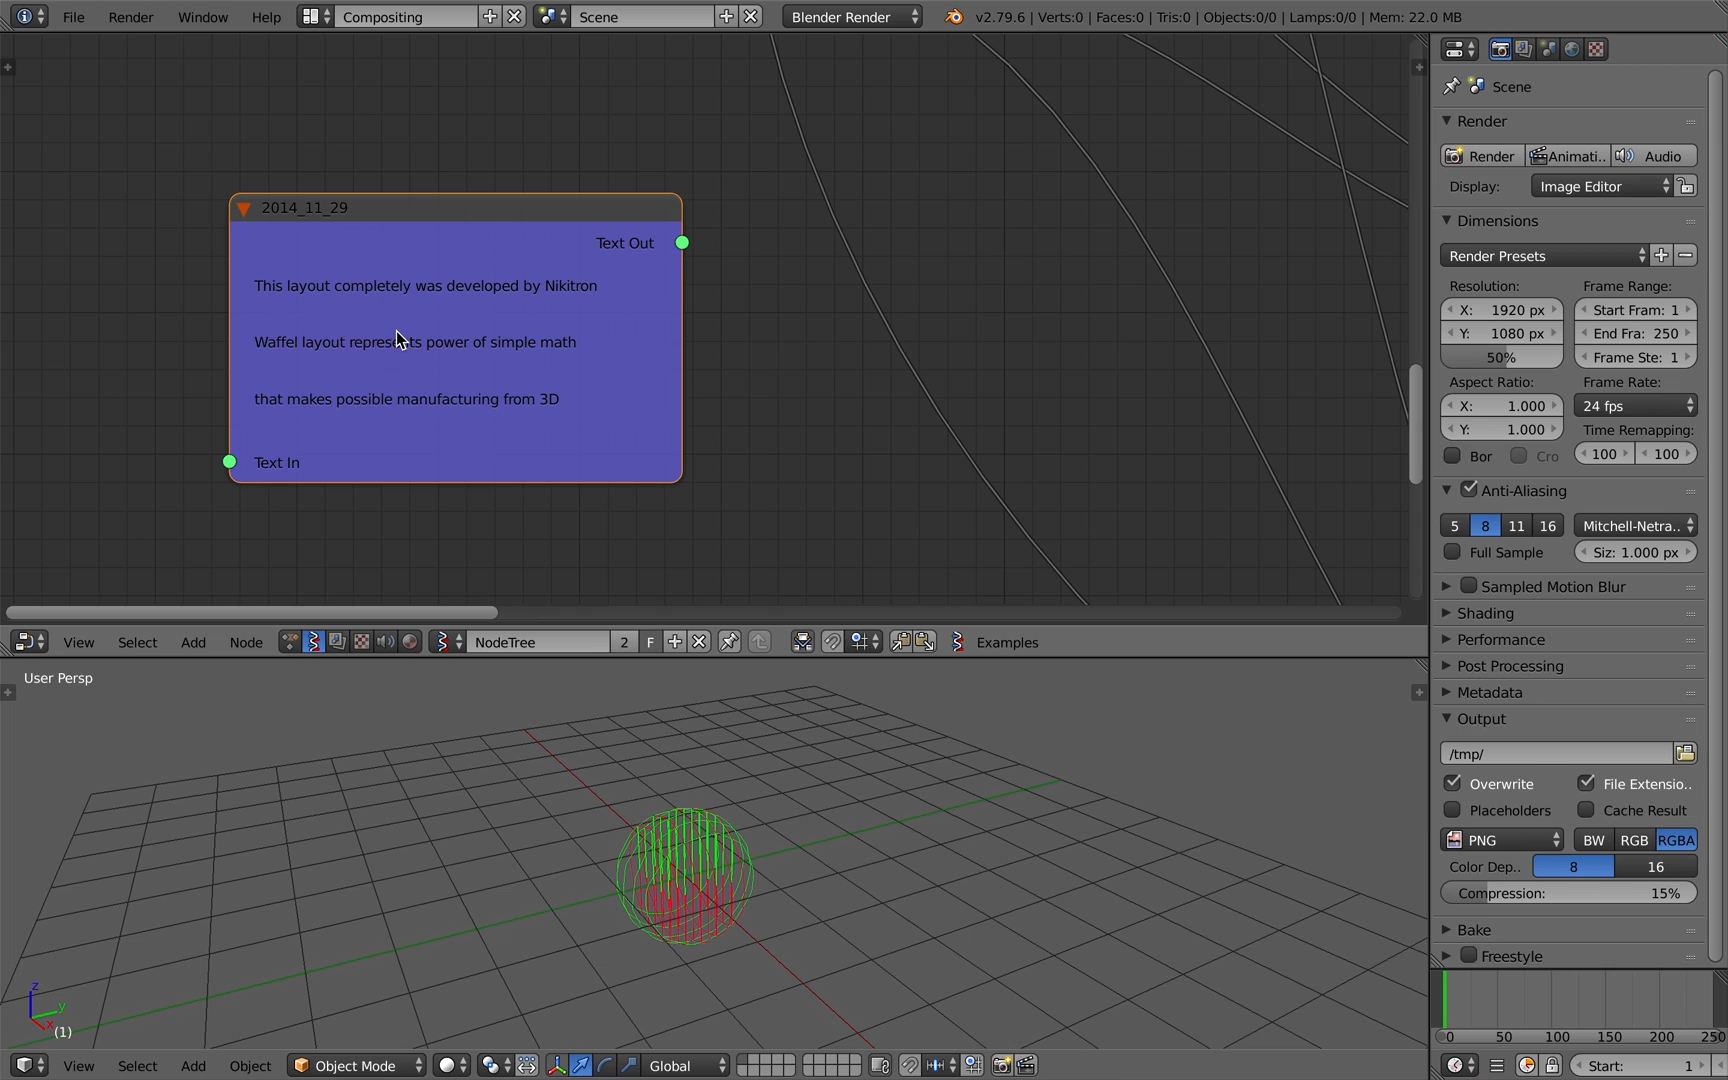 File Render Window Help Compositing Scene Blender Render v2.79.6 | Verts:0 | Faces:0 | Tris:0 | Objects:0/0 | Lamps:0/0 | Mem: 22.0 MB
2014_11_29
Text Out
This layout completely was developed by Nikitron
Waffel layout represents power of simple math
that makes possible manufacturing from 3D
Text In
View Select Add Node NodeTree 2 F Examples
User Persp
z
y
x
(1)
View Select Add Object Object Mode Global
Scene
Render
Render Animati.. Audio
Display: Image Editor
Dimensions
Render Presets
Resolution: Frame Range:
X: 1920 px Start Fram: 1
Y: 1080 px End Fra: 250
50% Frame Ste: 1
Aspect Ratio: Frame Rate:
X: 1.000 24 fps
Y: 1.000 Time Remapping:
Bor Cro 100 100
Anti-Aliasing
5 8 11 16 Mitchell-Netra..
Full Sample Siz: 1.000 px
Sampled Motion Blur
Shading
Performance
Post Processing
Metadata
Output
/tmp/
Overwrite File Extensio..
Placeholders Cache Result
PNG BW RGB RGBA
Color Dep.. 8 16
Compression: 15%
Bake
Freestyle
0 50 100 150 200 250
Start: 1